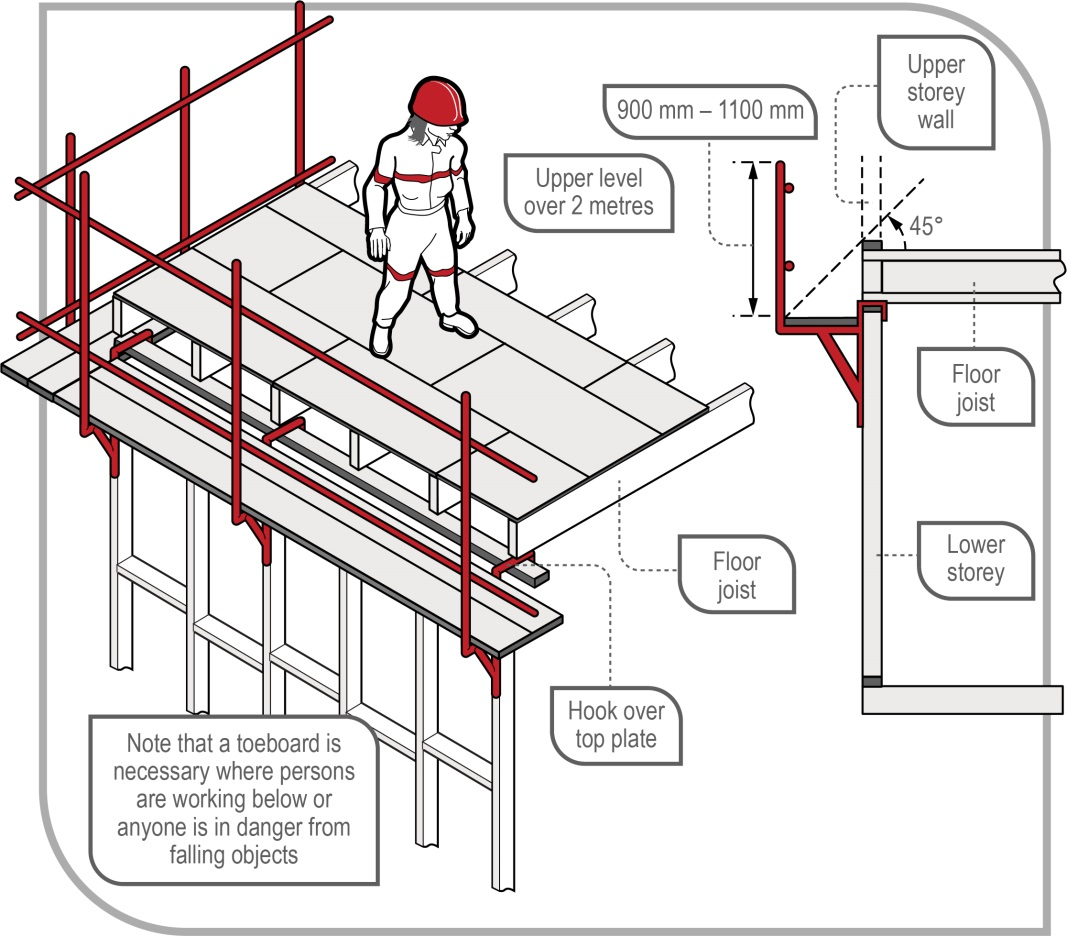 Upper
storey
wall
900 mm – 1100 mm
Upper level
over 2 metres
45°
Floor
joist
Floor
joist
Lower
storey
Hook over
top plate
Note that a toeboard is
necessary where persons
are working below or
anyone is in danger from
falling objects